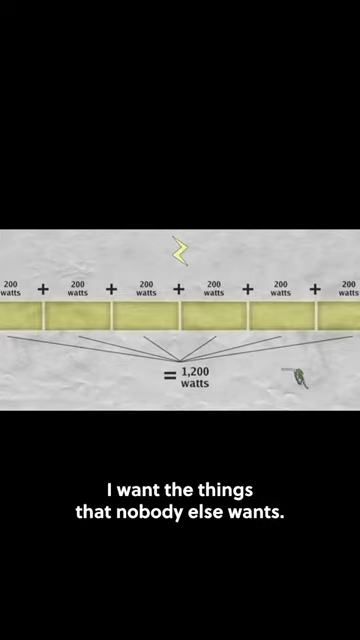 200 watts + 200 watts + 200 watts + 200 watts + 200 watts + 200 watts
= 1,200 watts
I want the things
that nobody else wants.